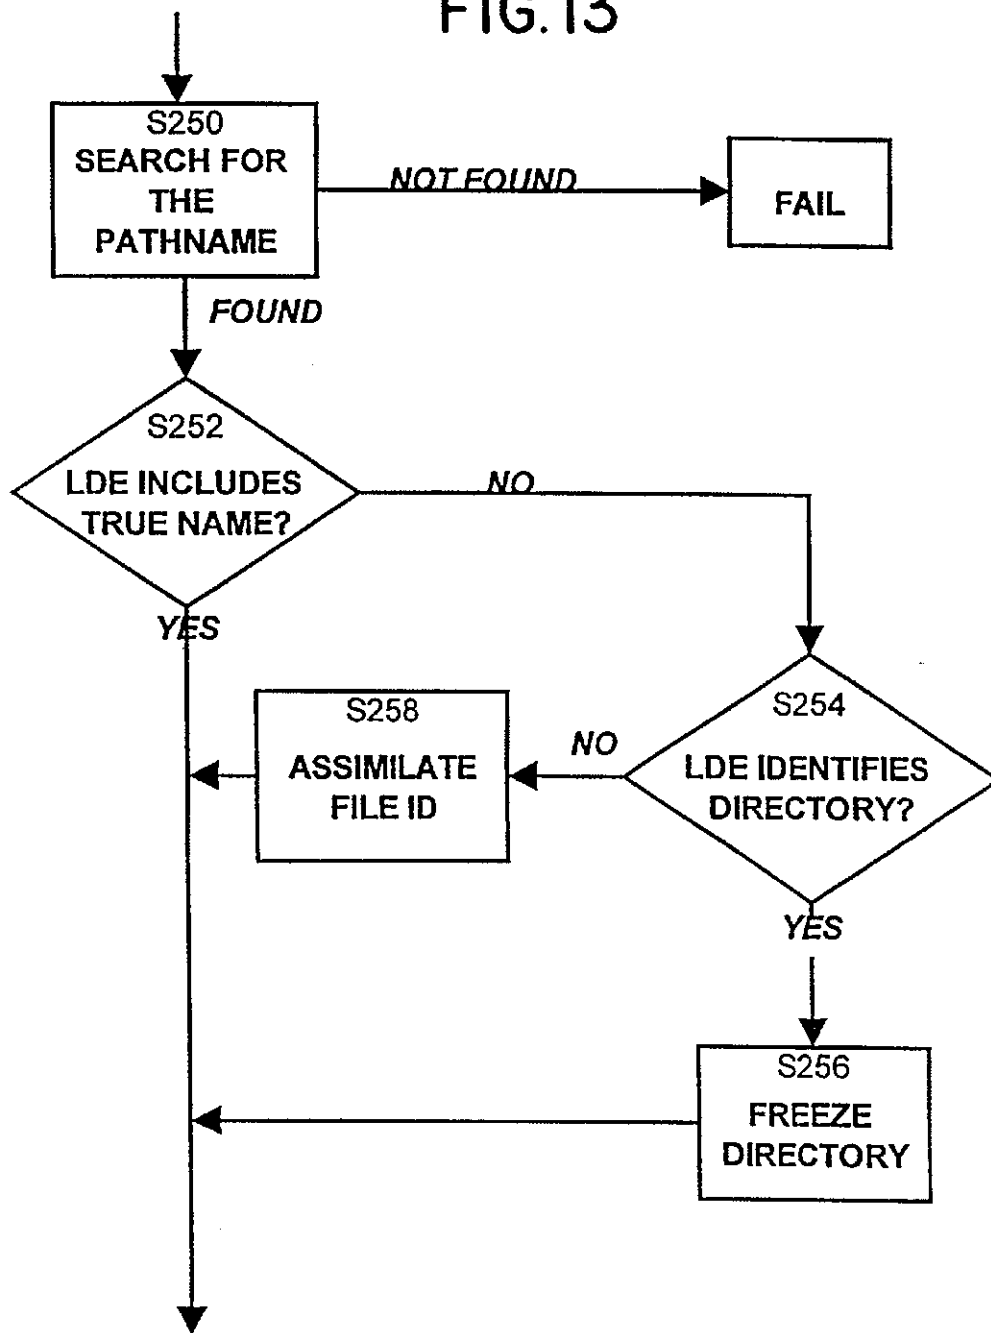 FIG. 13
S250
SEARCH FOR
THE
PATHNAME
NOT FOUND
FAIL
FOUND
S252
LDE INCLUDES
TRUE NAME?
NO
YES
S254
LDE IDENTIFIES
DIRECTORY?
NO
S258
ASSIMILATE
FILE ID
YES
S256
FREEZE
DIRECTORY